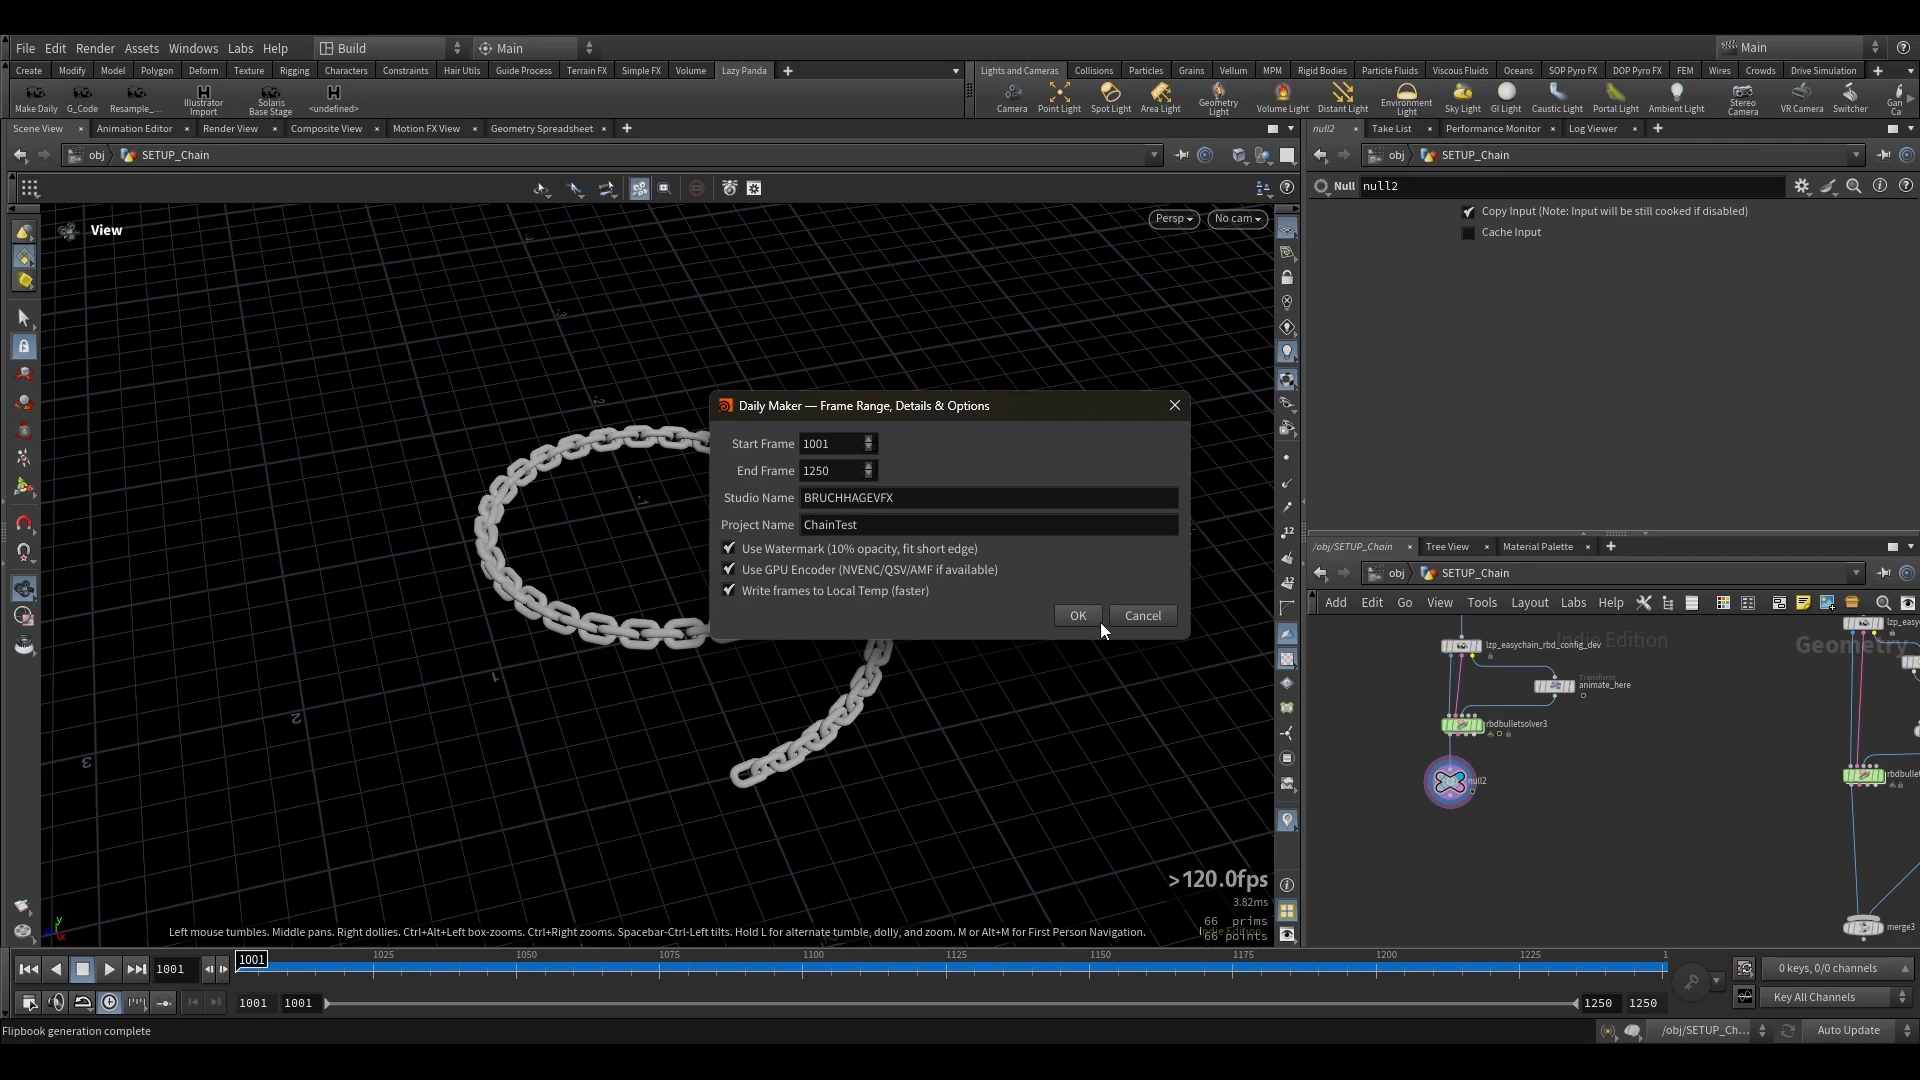 File Edit Render Assets Windows Labs Help Build Main Main
Create Modify Model Polygon Deform Texture Rigging Characters Constraints Hair Utils Guide Process Terrain FX Simple FX Volume Lazy Panda
Lights and Cameras Collisions Particles Grains Vellum MPM Rigid Bodies Particle Fluids Viscous Fluids Oceans SOP Pyro FX DOP Pyro FX FEM Wires Crowds Drive Simulation
Make Daily G_Code Resample_... Illustrator Import Solaris Base Stage <undefined>
Camera Point Light Spot Light Area Light Geometry Light Volume Light Distant Light Environment Light Sky Light GI Light Caustic Light Portal Light Ambient Light Stereo Camera VR Camera Switcher Gan Ca
Scene View Animation Editor Render View Composite View Motion FX View Geometry Spreadsheet
null2 Take List Performance Monitor Log Viewer
obj SETUP_Chain
obj SETUP_Chain
Null null2
Copy Input (Note: Input will be still cooked if disabled)
Cache Input
View
Persp No cam
Daily Maker — Frame Range, Details & Options
Start Frame 1001
End Frame 1250
Studio Name BRUCHHAGEVFX
Project Name ChainTest
Use Watermark (10% opacity, fit short edge)
Use GPU Encoder (NVENC/QSV/AMF if available)
Write frames to Local Temp (faster)
OK Cancel
/obj/SETUP_Chain Tree View Material Palette
obj SETUP_Chain
Add Edit Go View Tools Layout Labs Help
Indie Edition
Geometry
lzp_easychain_rbd_config_dev
lzp_easy
Transform
animate_here
rbdbulletsolver3
null2
rbdbullet
merge3
1
2
3
12
12
>120.0fps
3.82ms
66 prims
66 points
Left mouse tumbles. Middle pans. Right dollies. Ctrl+Alt+Left box-zooms. Ctrl+Right zooms. Spacebar-Ctrl-Left tilts. Hold L for alternate tumble, dolly, and zoom. M or Alt+M for First Person Navigation.
y
x
1001 1001 1025 1050 1075 1100 1125 1150 1175 1200 1225 1
0 keys, 0/0 channels
1001 1001 1250 1250
Key All Channels
Flipbook generation complete
/obj/SETUP_Ch... Auto Update